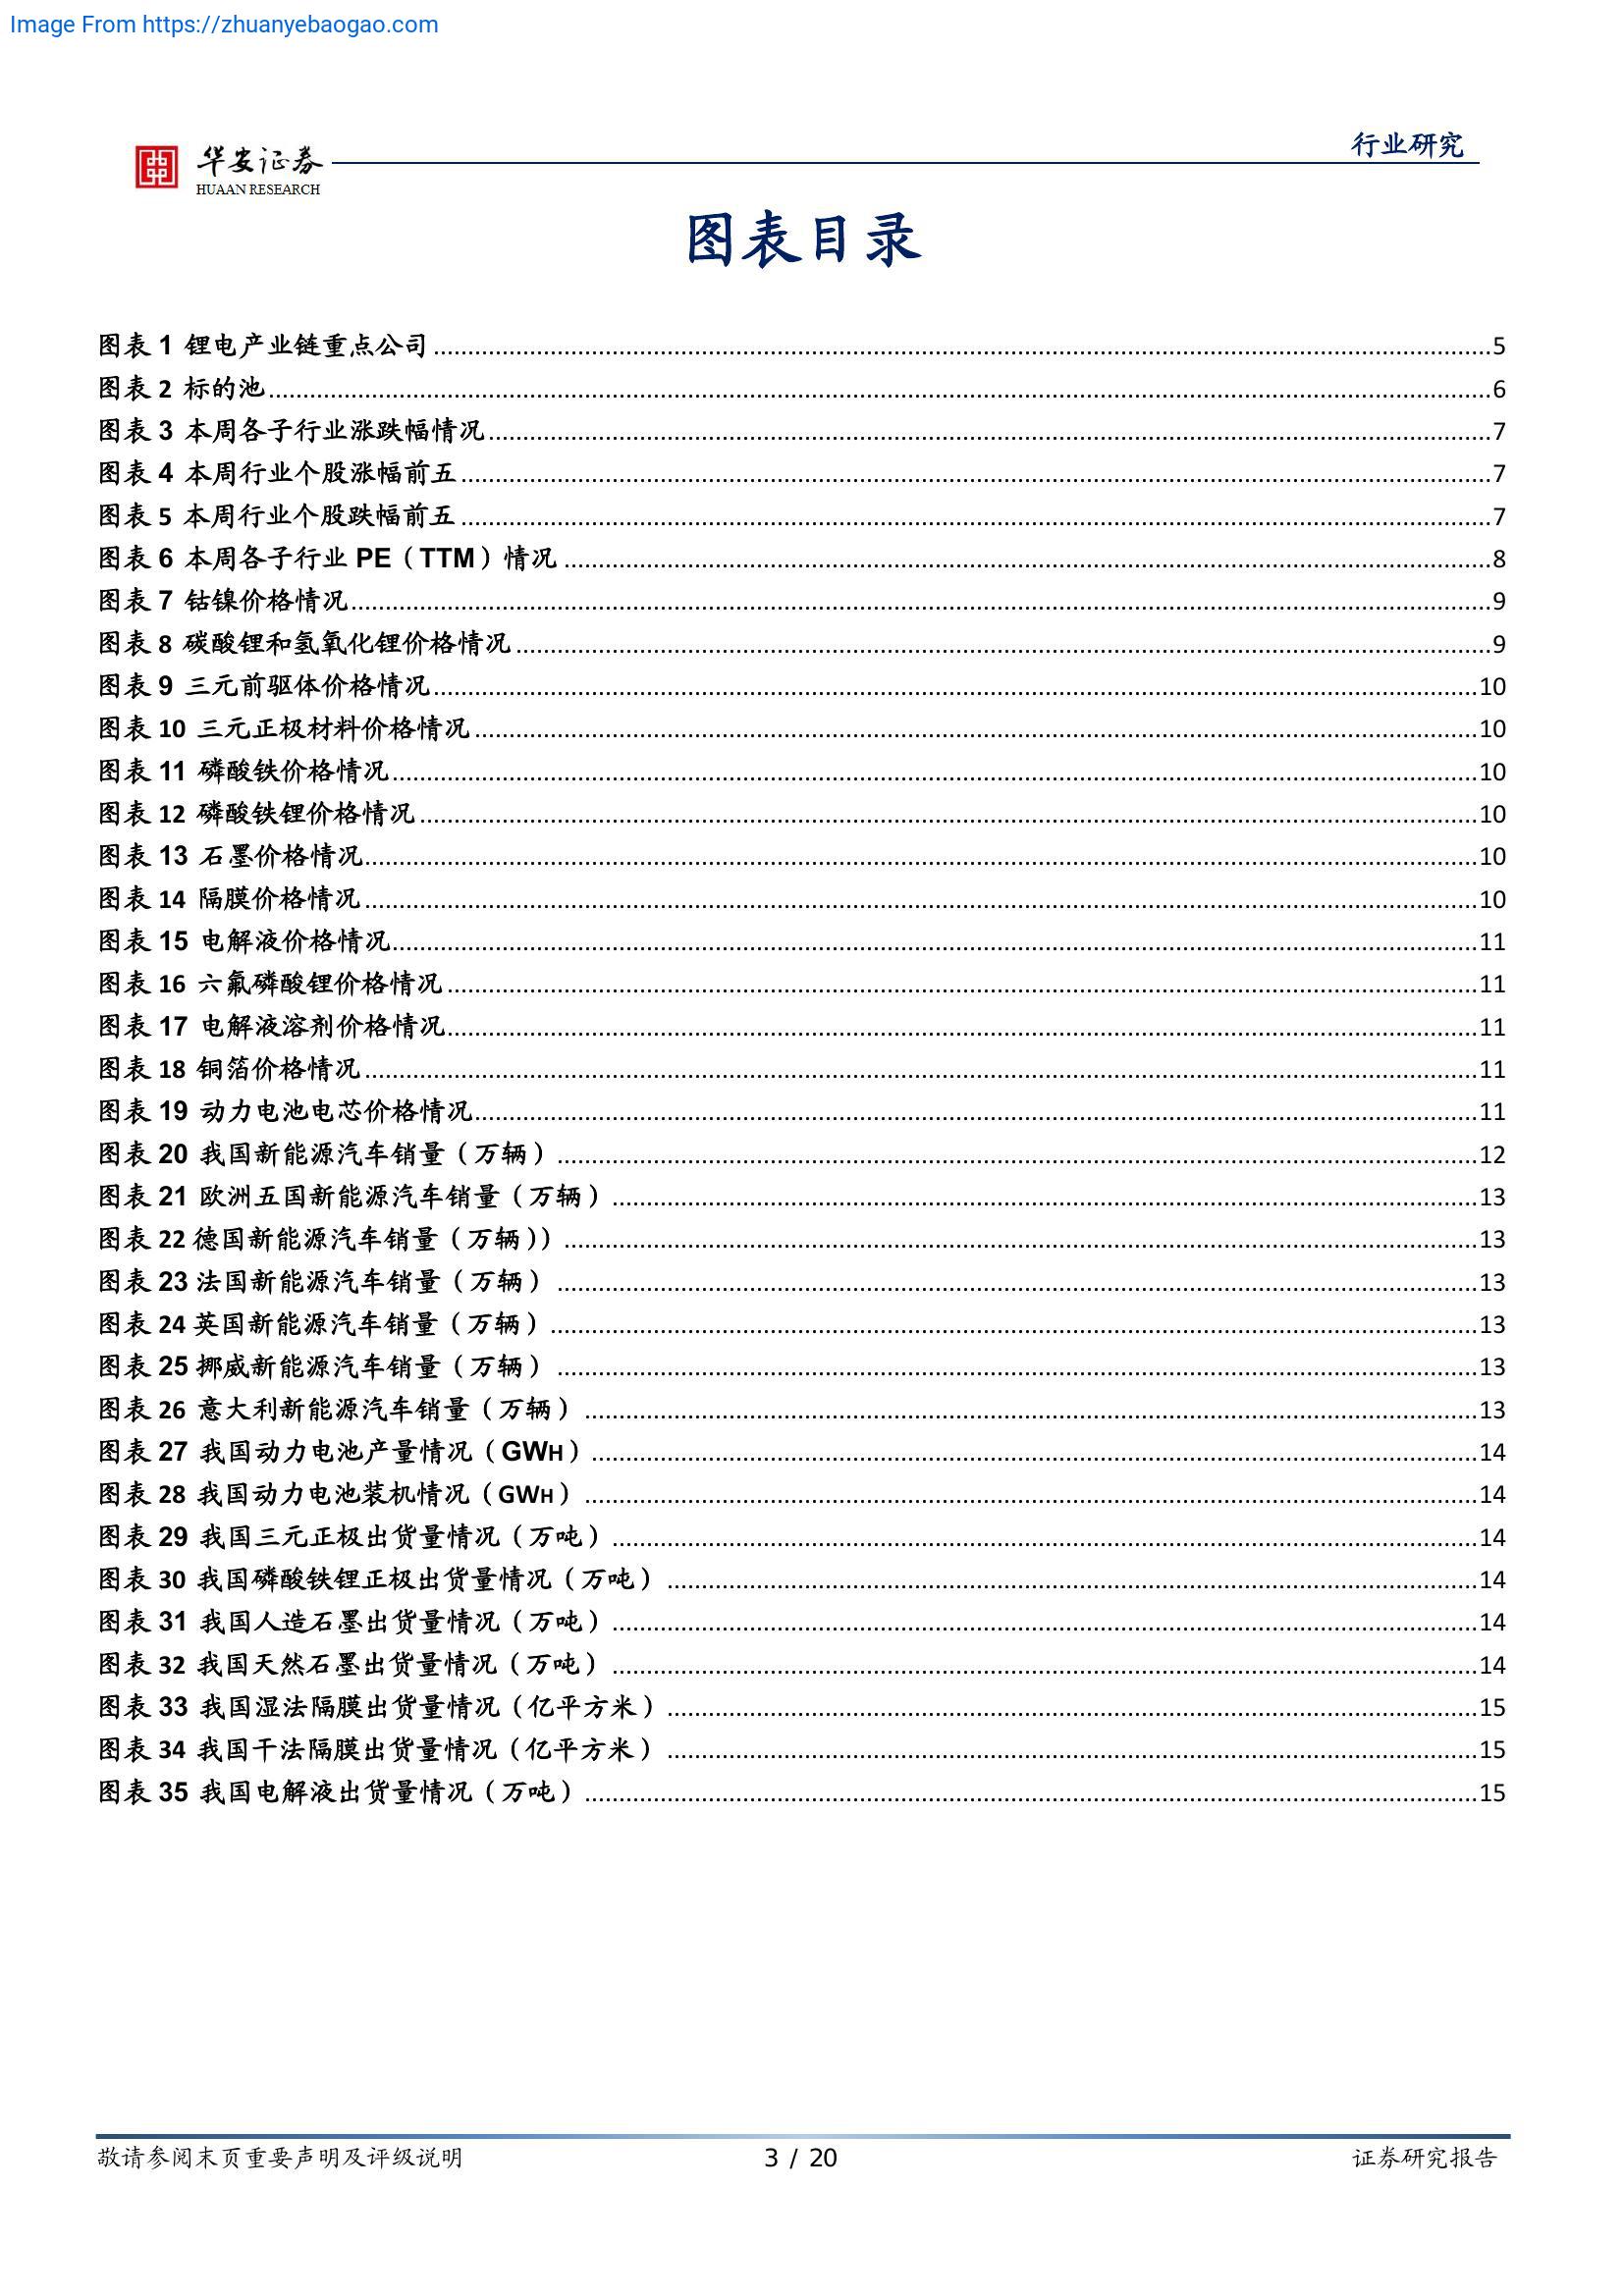 Image From https://zhuanyebaogao.com
行业研究
华安证券
HUAAN RESEARCH
图表目录
图表 1 锂电产业链重点公司........5
图表 2 标的池........6
图表 3 本周各子行业涨跌幅情况........7
图表 4 本周行业个股涨幅前五........7
图表 5 本周行业个股跌幅前五........7
图表 6 本周各子行业 PE（TTM）情况........8
图表 7 钴镍价格情况........9
图表 8 碳酸锂和氢氧化锂价格情况........9
图表 9 三元前驱体价格情况........10
图表 10 三元正极材料价格情况........10
图表 11 磷酸铁价格情况........10
图表 12 磷酸铁锂价格情况........10
图表 13 石墨价格情况........10
图表 14 隔膜价格情况........10
图表 15 电解液价格情况........11
图表 16 六氟磷酸锂价格情况........11
图表 17 电解液溶剂价格情况........11
图表 18 铜箔价格情况........11
图表 19 动力电池电芯价格情况........11
图表 20 我国新能源汽车销量（万辆）........12
图表 21 欧洲五国新能源汽车销量（万辆）........13
图表 22 德国新能源汽车销量（万辆））........13
图表 23 法国新能源汽车销量（万辆）........13
图表 24 英国新能源汽车销量（万辆）........13
图表 25 挪威新能源汽车销量（万辆）........13
图表 26 意大利新能源汽车销量（万辆）........13
图表 27 我国动力电池产量情况（GWH）........14
图表 28 我国动力电池装机情况（GWH）........14
图表 29 我国三元正极出货量情况（万吨）........14
图表 30 我国磷酸铁锂正极出货量情况（万吨）........14
图表 31 我国人造石墨出货量情况（万吨）........14
图表 32 我国天然石墨出货量情况（万吨）........14
图表 33 我国湿法隔膜出货量情况（亿平方米）........15
图表 34 我国干法隔膜出货量情况（亿平方米）........15
图表 35 我国电解液出货量情况（万吨）........15
敬请参阅末页重要声明及评级说明 3 / 20 证券研究报告